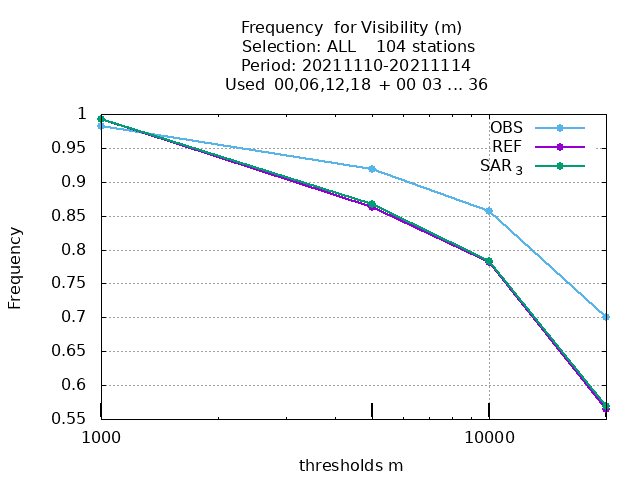 Frequency  for Visibility (m)
Selection: ALL    104 stations
Period: 20211110-20211114
Used  00,06,12,18  + 00 03 ... 36
OBS
REF
SAR 3
1
0.95
0.9
0.85
0.8
0.75
0.7
0.65
0.6
0.55
Frequency
1000
10000
thresholds m